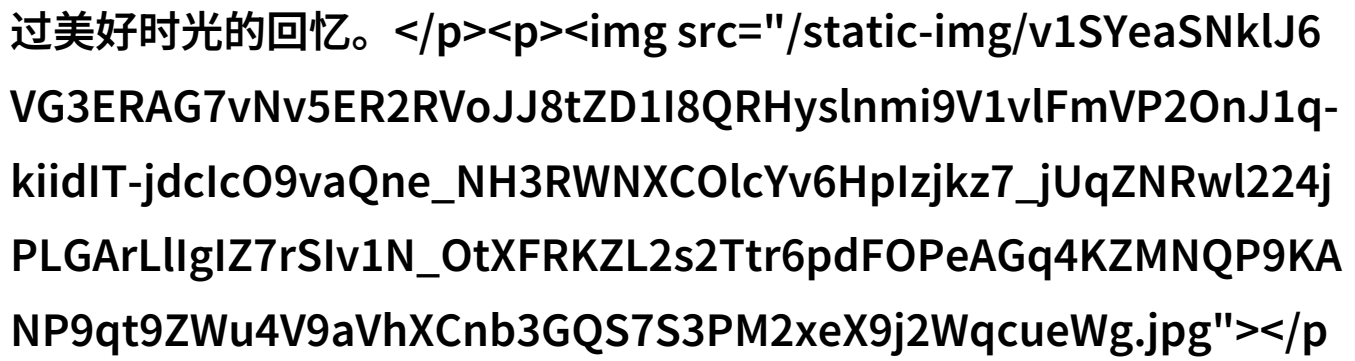 过美好时光的回忆。</p><p><img src="/static-img/v1SYeaSNklJ6
VG3ERAG7vNv5ER2RVoJJ8tZD1I8QRHyslnmi9V1vlFmVP2OnJ1q-
kiidIT-jdcIcO9vaQne_NH3RWNXCOlcYv6HpIzjkz7_jUqZNRwl224j
PLGArLlIgIZ7rSIv1N_OtXFRKZL2s2Ttr6pdFOPeAGq4KZMNQP9KA
NP9qt9ZWu4V9aVhXCnb3GQS7S3PM2xeX9j2WqcueWg.jpg"></p